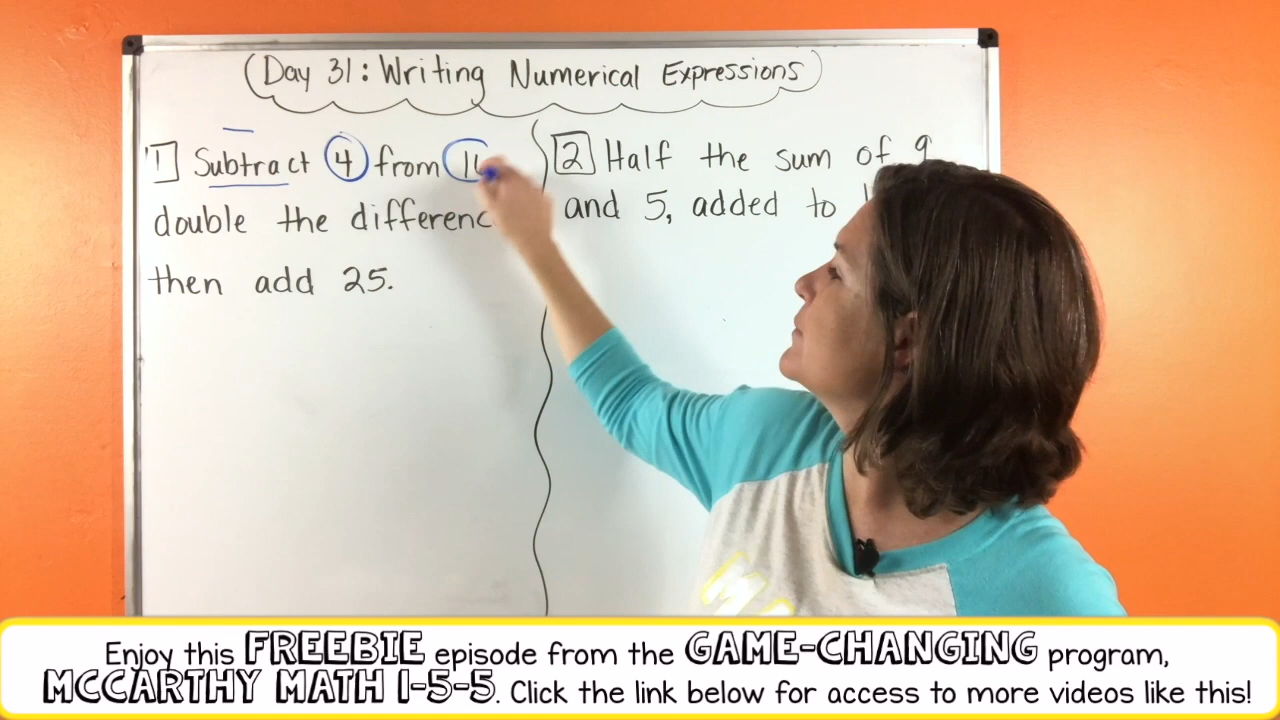 Day 31: Writing Numerical Expressions
1 Subtract 4 from
double the
then add 25.
2 Half the sum of 9
and 5, added to
Enjoy this FREEBIE episode from the GAME-CHANGING program,
MCCARTHY MATH 1-5-5. Click the link below for access to more videos like this!